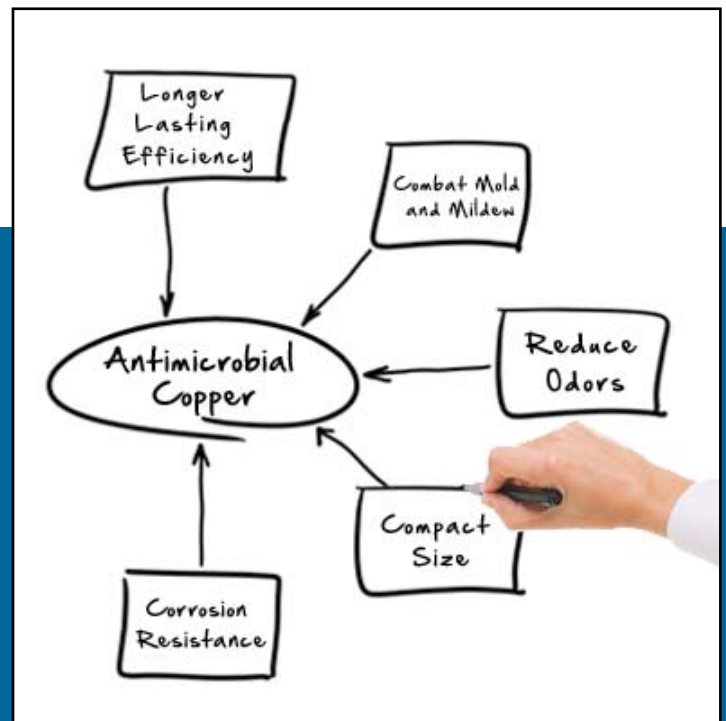 Longer
Lasting
Efficiency
Combat Mold
and Mildew
Antimicrobial
Copper
Reduce
Odors
Compact
Size
Corrosion
Resistance